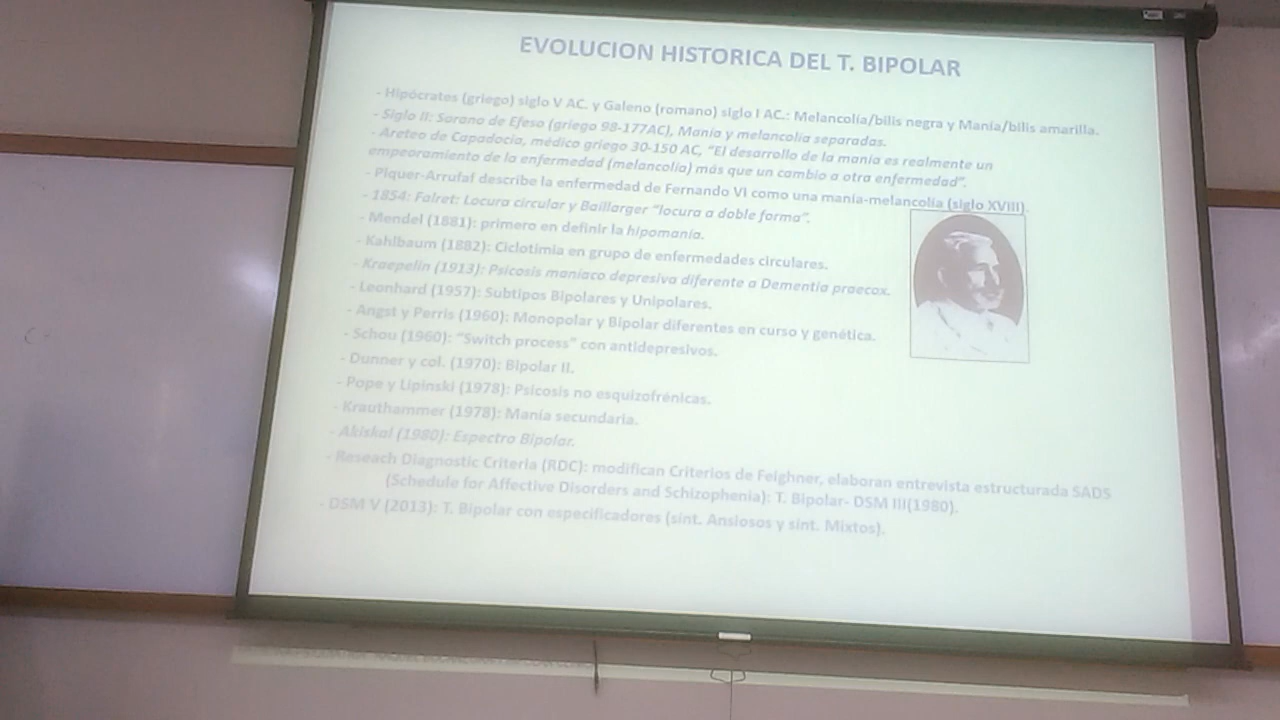 EVOLUCION HISTORICA DEL T. BIPOLAR
- Hipócrates (griego) siglo V AC. y Galeno (romano) siglo I AC.: Melancolía/bilis negra y Manía/bilis amarilla.
- Siglo II: Sorano de Efeso (griego 98-177AC), Manía y melancolía separadas.
- Areteo de Capadocia, médico griego 30-150 AC, "El desarrollo de la manía es realmente un
empeoramiento de la enfermedad (melancolía) más que un cambio a otra enfermedad".
- Piquer-Arrufat describe la enfermedad de Fernando VI como una manía-melancolía (siglo XVIII).
- 1854: Falret: Locura circular y Baillarger "locura a doble forma".
- Mendel (1881): primero en definir la hipomanía.
- Kahlbaum (1882): Ciclotimia en grupo de enfermedades circulares.
- Kraepelin (1913): Psicosis maníaco depresiva diferente a Dementia praecox.
- Leonhard (1957): Subtipos Bipolares y Unipolares.
- Angst y Perris (1960): Monopolar y Bipolar diferentes en curso y genética.
- Schou (1960): "Switch process" con antidepresivos.
- Dunner y col. (1970): Bipolar II.
- Pope y Lipinski (1978): Psicosis no esquizofrénicas.
- Krauthammer (1978): Manía secundaria.
- Akiskal (1980): Espectro Bipolar.
- Reseach Diagnostic Criteria (RDC): modifican Criterios de Feighner, elaboran entrevista estructurada SADS
(Schedule for Affective Disorders and Schizophenia): T. Bipolar- DSM III(1980).
- DSM V (2013): T. Bipolar con especificadores (sínt. Ansiosos y sínt. Mixtos).